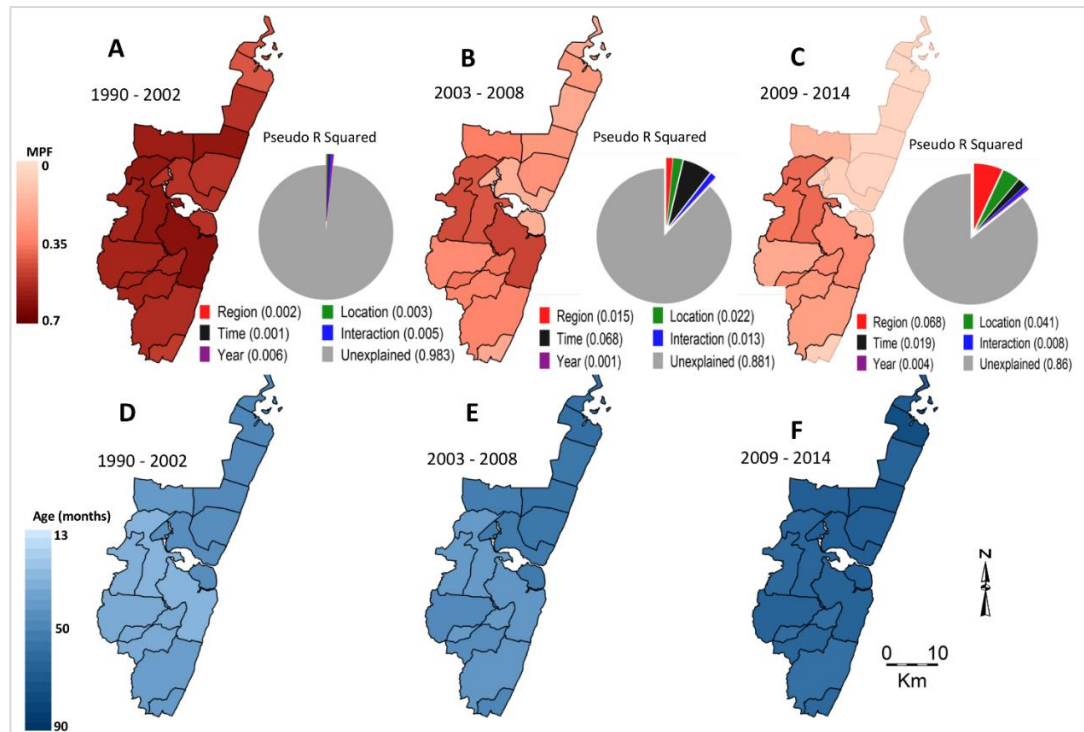 A
1990 - 2002
Pseudo R Squared
Region (0.002)
Location (0.003)
Time (0.001)
Interaction (0.005)
Year (0.006)
Unexplained (0.983)
B
2003 - 2008
Pseudo R Squared
Region (0.015)
Location (0.022)
Time (0.068)
Interaction (0.013)
Year (0.001)
Unexplained (0.881)
C
2009 - 2014
Pseudo R Squared
Region (0.068)
Location (0.041)
Time (0.019)
Interaction (0.008)
Year (0.004)
Unexplained (0.86)
MPF
0
0.35
0.7
D
1990 - 2002
E
2003 - 2008
F
2009 - 2014
Age (months)
13
50
90
N
0 10
Km